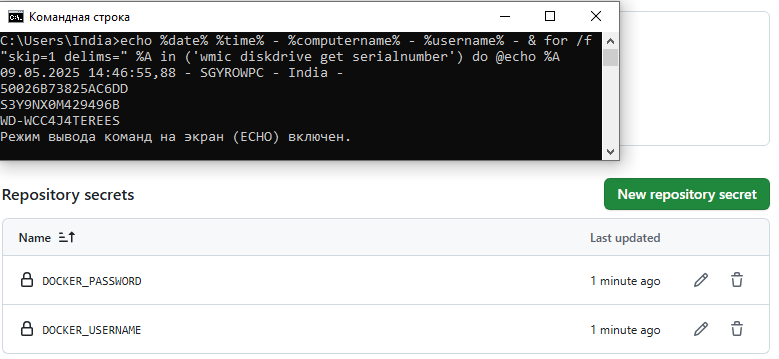 Командная строка
C:\Users\India>echo %date% %time% - %computername% - %username% - & for /f
"skip=1 delims=" %A in ('wmic diskdrive get serialnumber') do @echo %A
09.05.2025 14:46:55,88 - SGYROWPC - India -
50026B73825AC6DD
S3Y9NX0M429496B
WD-WCC4J4TEREES
Режим вывода команд на экран (ECHO) включен.
Repository secrets
New repository secret
Name
Last updated
DOCKER_PASSWORD
1 minute ago
DOCKER_USERNAME
1 minute ago